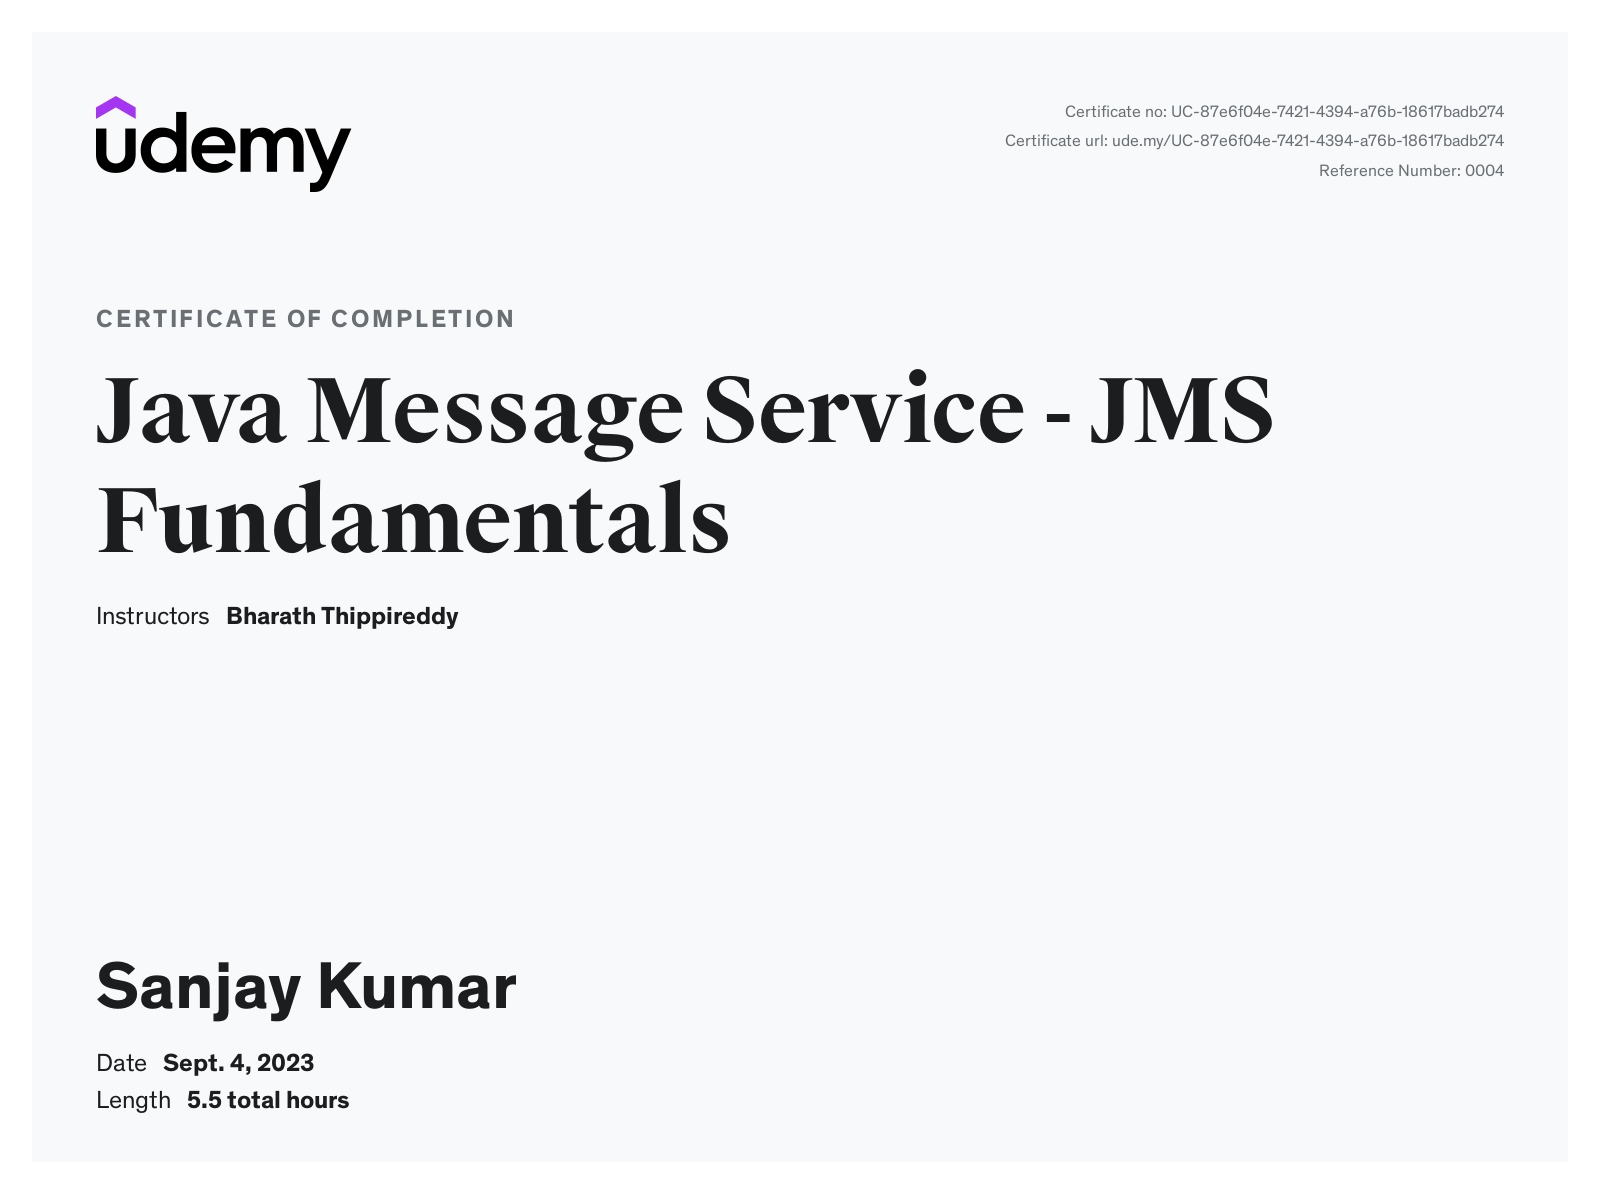 udemy
Certificate no: UC-87e6f04e-7421-4394-a76b-18617badb274
Certificate url: ude.my/UC-87e6f04e-7421-4394-a76b-18617badb274
Reference Number: 0004
CERTIFICATE OF COMPLETION
Java Message Service - JMS
Fundamentals
Instructors Bharath Thippireddy
Sanjay Kumar
Date Sept. 4, 2023
Length 5.5 total hours